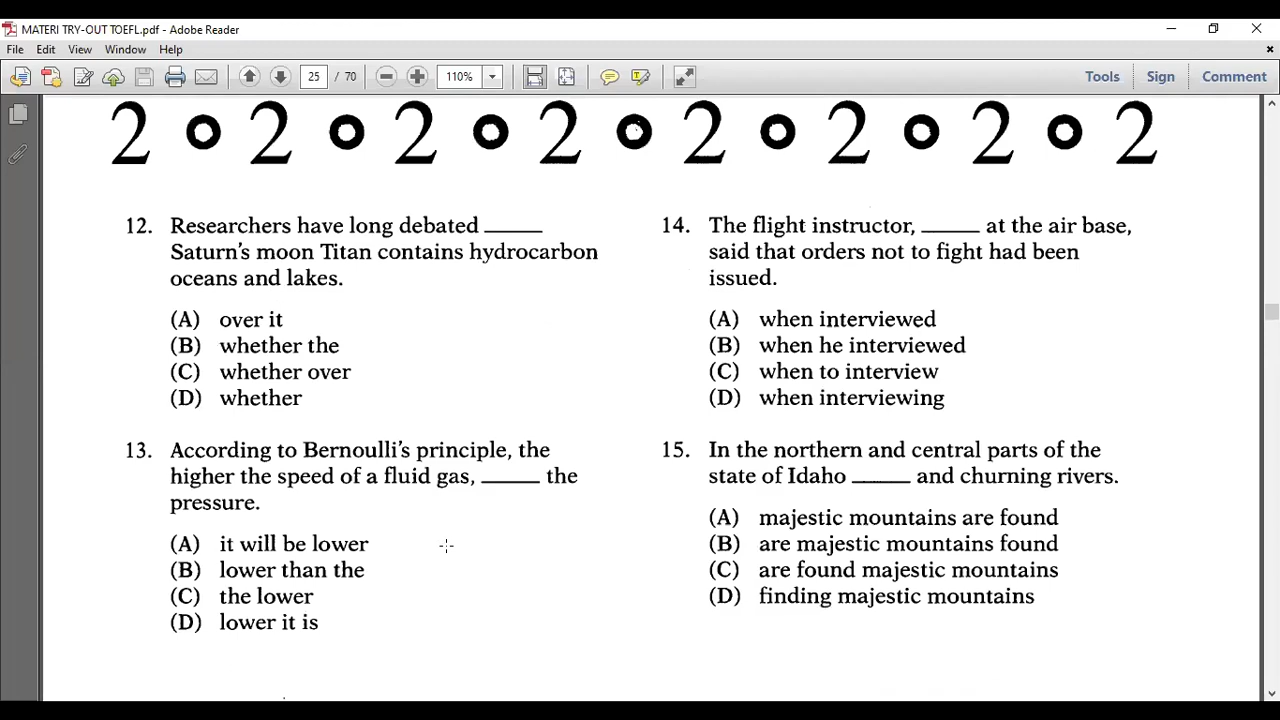 MATERI TRY-OUT TOEFL.pdf - Adobe Reader
File Edit View Window Help
25 / 70 110% Tools Sign Comment
2 2 2 2 2 2 2 2
12. Researchers have long debated _____
Saturn's moon Titan contains hydrocarbon
oceans and lakes.
(A) over it
(B) whether the
(C) whether over
(D) whether
13. According to Bernoulli's principle, the
higher the speed of a fluid gas, _____ the
pressure.
(A) it will be lower
(B) lower than the
(C) the lower
(D) lower it is
14. The flight instructor, _____ at the air base,
said that orders not to fight had been
issued.
(A) when interviewed
(B) when he interviewed
(C) when to interview
(D) when interviewing
15. In the northern and central parts of the
state of Idaho _____ and churning rivers.
(A) majestic mountains are found
(B) are majestic mountains found
(C) are found majestic mountains
(D) finding majestic mountains